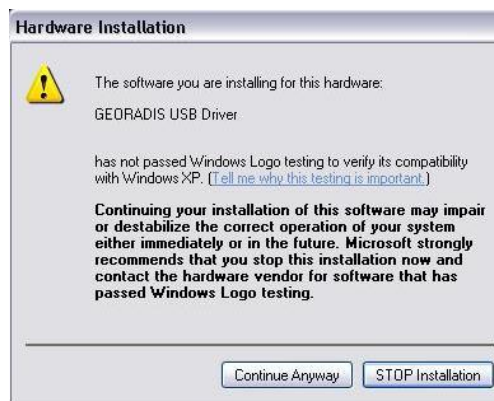 Hardware Installation
The software you are installing for this hardware:
GEORADIS USB Driver
has not passed Windows Logo testing to verify its compatibility
with Windows XP. (Tell me why this testing is important.)
Continuing your installation of this software may impair
or destabilize the correct operation of your system
either immediately or in the future. Microsoft strongly
recommends that you stop this installation now and
contact the hardware vendor for software that has
passed Windows Logo testing.
Continue Anyway
STOP Installation